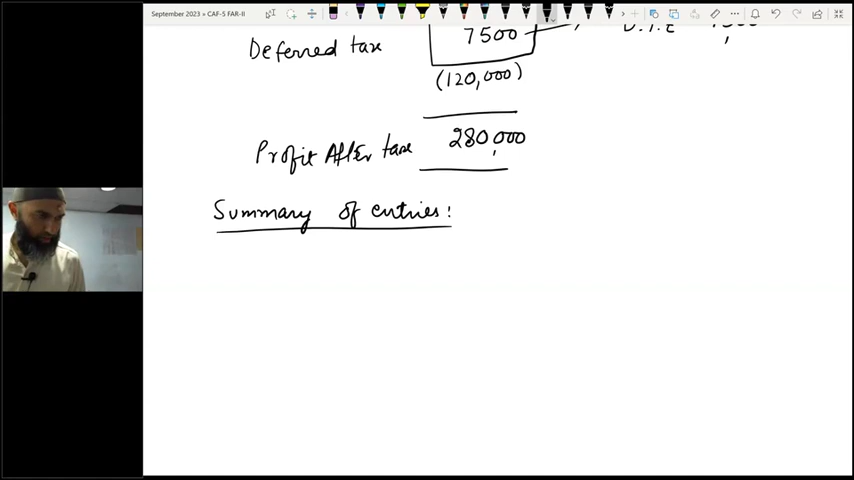 September 2023 » CAF-5 FAR-II
7500
Deferred tax
(120,000)
Profit After tax 280,000
Summary of entries: